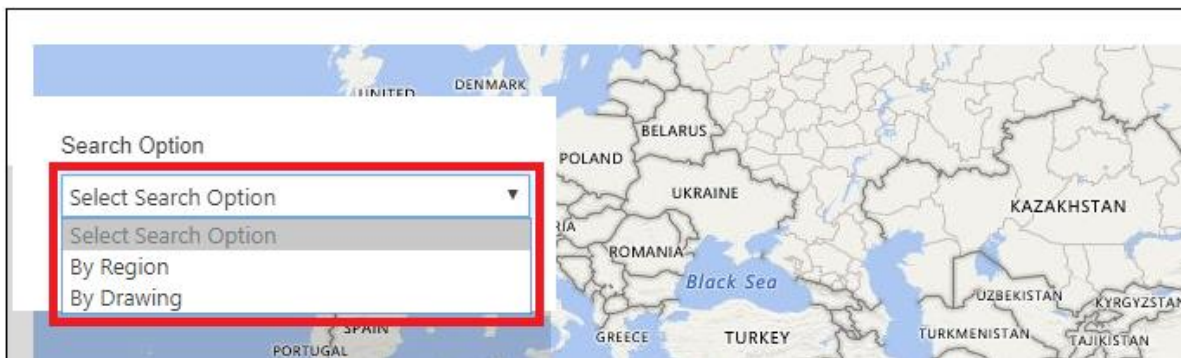 UNITED
DENMARK
BELARUS
POLAND
UKRAINE
KAZAKHSTAN
Search Option
Select Search Option
Select Search Option
By Region
By Drawing
ROMANIA
Black Sea
UZBEKISTAN
KYRGYZSTAN
SPAIN
PORTUGAL
GREECE
TURKEY
TURKMENISTAN
TAJIKISTAN